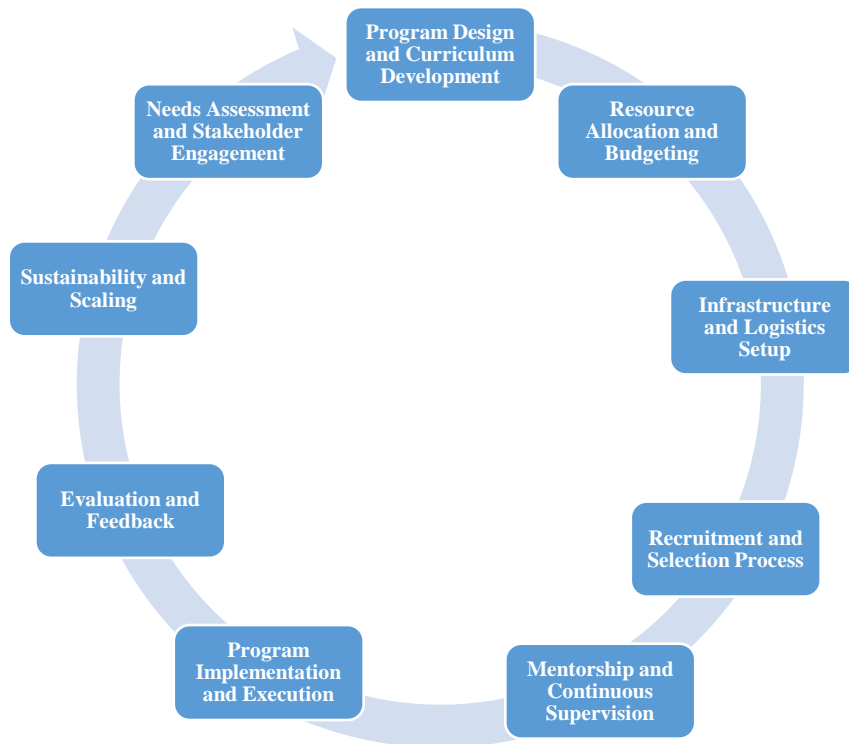 Program Design
and Curriculum
Development
Resource
Allocation and
Budgeting
Infrastructure
and Logistics
Setup
Recruitment and
Selection Process
Mentorship and
Continuous
Supervision
Program
Implementation
and Execution
Evaluation and
Feedback
Sustainability and
Scaling
Needs Assessment
and Stakeholder
Engagement